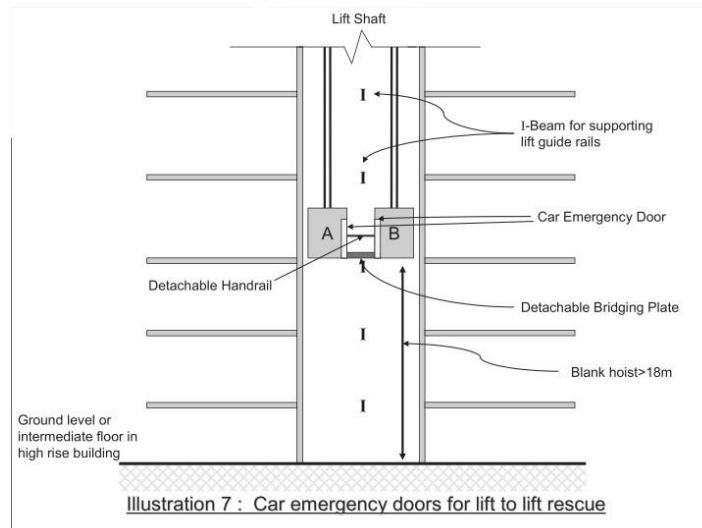 Lift Shaft
I
I-Beam for supporting
lift guide rails
I
Car Emergency Door
A
B
I
Detachable Handrail
Detachable Bridging Plate
I
Blank hoist>18m
I
Ground level or
intermediate floor in
high rise building
Illustration 7 : Car emergency doors for lift to lift rescue